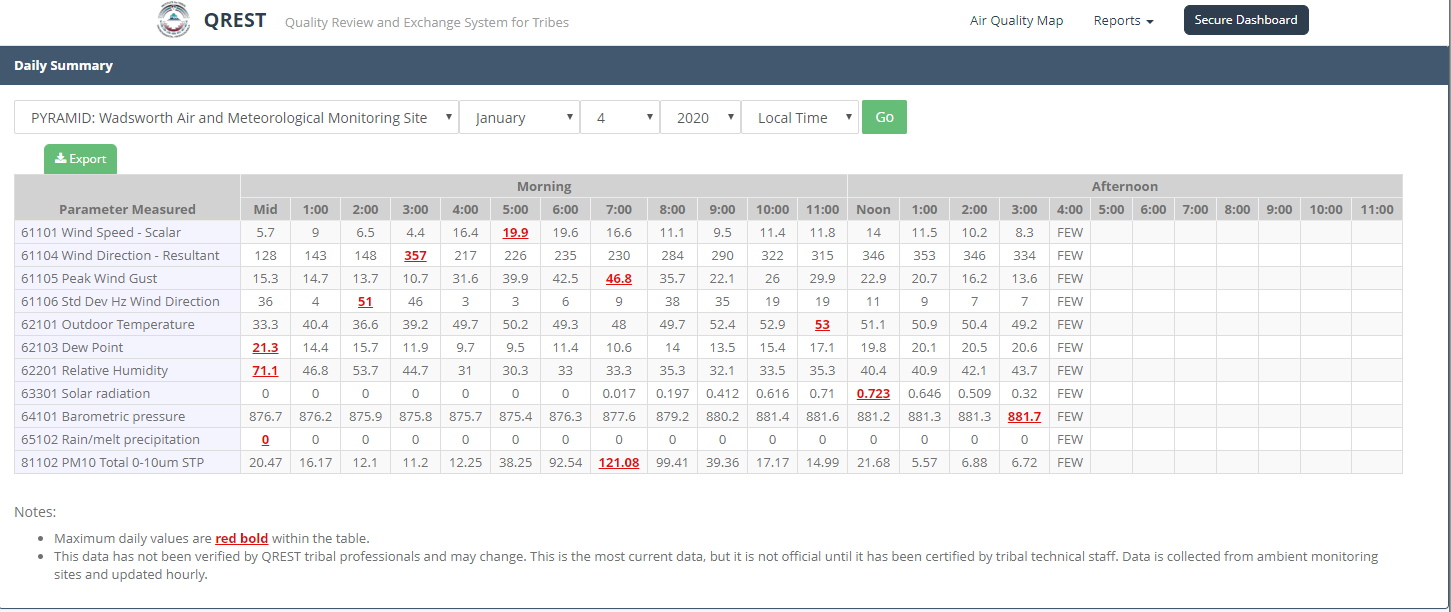 QREST Quality Review and Exchange System for Tribes Air Quality Map Reports Secure Dashboard
Daily Summary
PYRAMID: Wadsworth Air and Meteorological Monitoring Site January 4 2020 Local Time Go
Export
Morning Afternoon
Parameter Measured Mid 1:00 2:00 3:00 4:00 5:00 6:00 7:00 8:00 9:00 10:00 11:00 Noon 1:00 2:00 3:00 4:00 5:00 6:00 7:00 8:00 9:00 10:00 11:00
61101 Wind Speed - Scalar 5.7 9 6.5 4.4 16.4 19.9 19.6 16.6 11.1 9.5 11.4 11.8 14 11.5 10.2 8.3 FEW
61104 Wind Direction - Resultant 128 143 148 357 217 226 235 230 284 290 322 315 346 353 346 334 FEW
61105 Peak Wind Gust 15.3 14.7 13.7 10.7 31.6 39.9 42.5 46.8 35.7 22.1 26 29.9 22.9 20.7 16.2 13.6 FEW
61106 Std Dev Hz Wind Direction 36 4 51 46 3 3 6 9 38 35 19 19 11 9 7 7 FEW
62101 Outdoor Temperature 33.3 40.4 36.6 39.2 49.7 50.2 49.3 48 49.7 52.4 52.9 53 51.1 50.9 50.4 49.2 FEW
62103 Dew Point 21.3 14.4 15.7 11.9 9.7 9.5 11.4 10.6 14 13.5 15.4 17.1 19.8 20.1 20.5 20.6 FEW
62201 Relative Humidity 71.1 46.8 53.7 44.7 31 30.3 33 33.3 35.3 32.1 33.5 35.3 40.4 40.9 42.1 43.7 FEW
63301 Solar radiation 0 0 0 0 0 0 0 0.017 0.197 0.412 0.616 0.71 0.723 0.646 0.509 0.32 FEW
64101 Barometric pressure 876.7 876.2 875.9 875.8 875.7 875.4 876.3 877.6 879.2 880.2 881.4 881.6 881.2 881.3 881.3 881.7 FEW
65102 Rain/melt precipitation 0 0 0 0 0 0 0 0 0 0 0 0 0 0 0 0 FEW
81102 PM10 Total 0-10um STP 20.47 16.17 12.1 11.2 12.25 38.25 92.54 121.08 99.41 39.36 17.17 14.99 21.68 5.57 6.88 6.72 FEW
Notes:
Maximum daily values are red bold within the table.
This data has not been verified by QREST tribal professionals and may change. This is the most current data, but it is not official until it has been certified by tribal technical staff. Data is collected from ambient monitoring
sites and updated hourly.